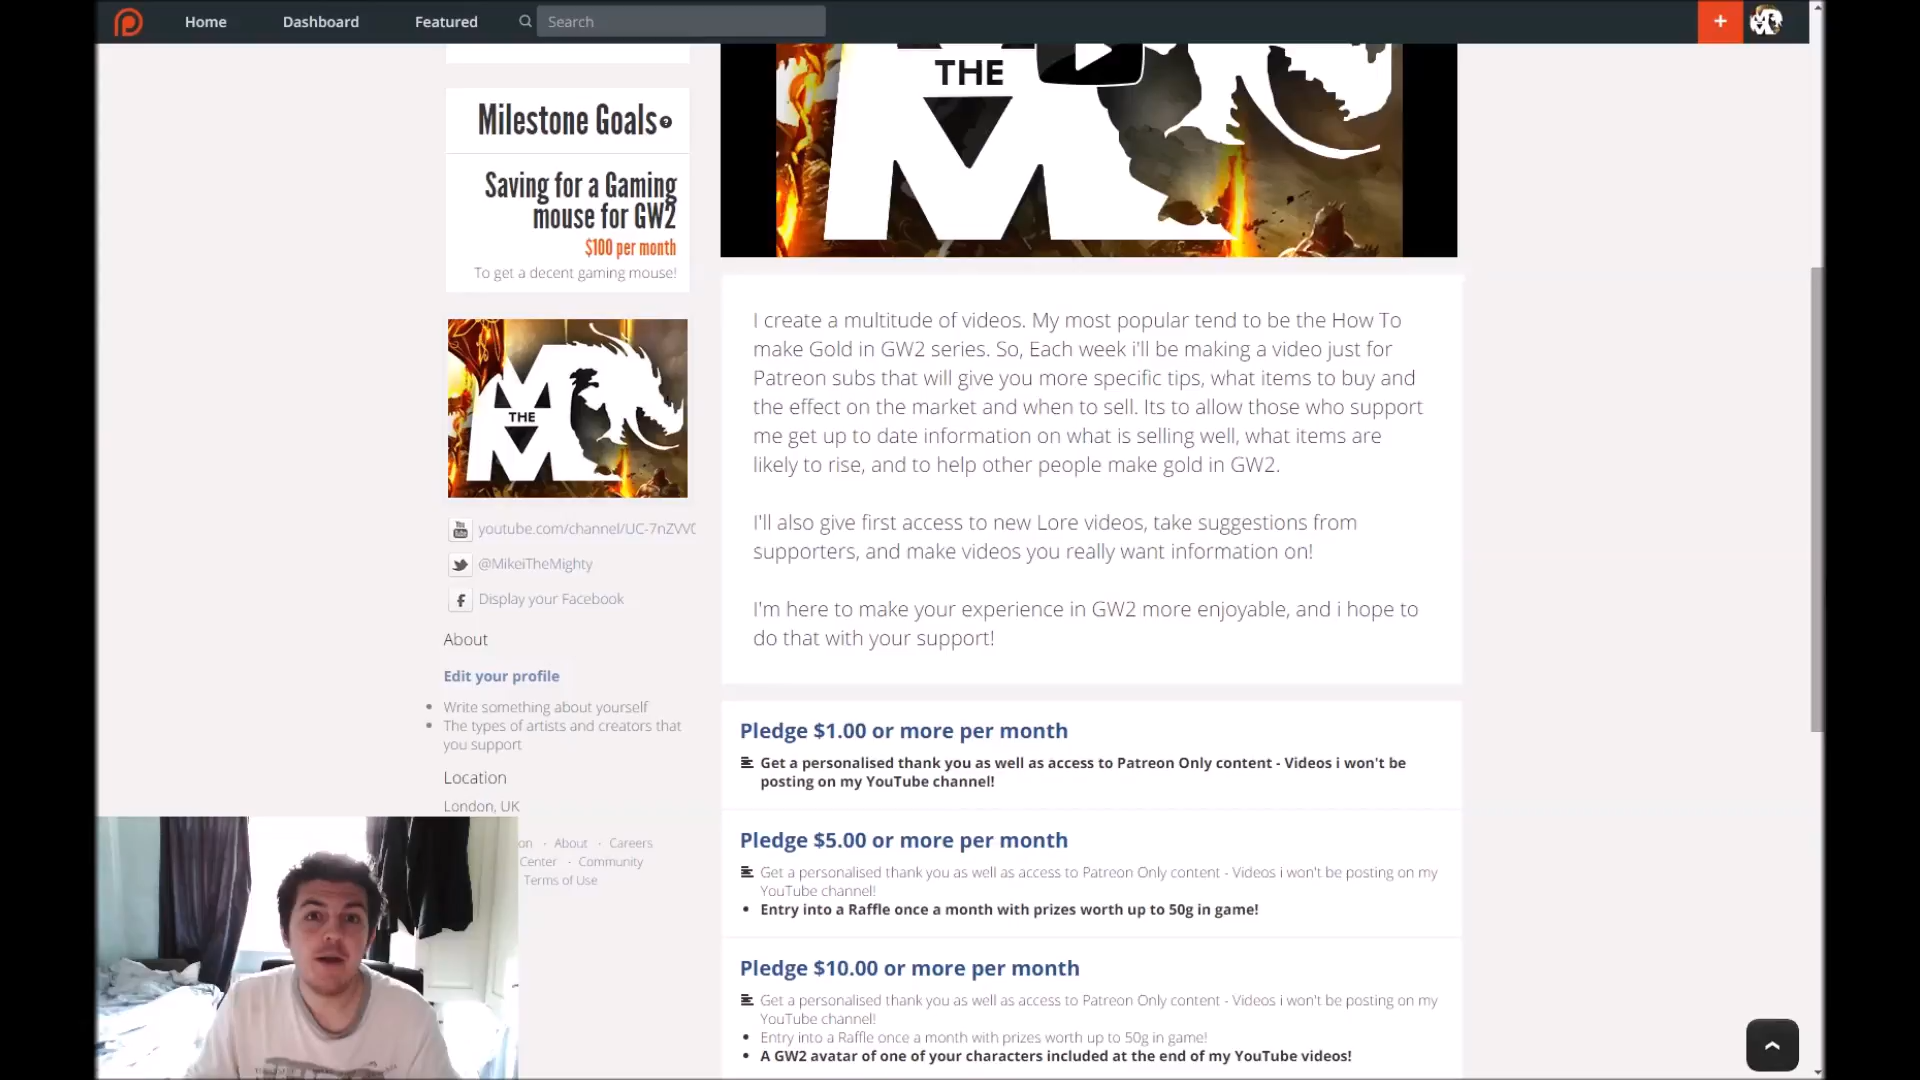 Home
Dashboard
Featured
Search
+
THE
M
Milestone Goals
Saving for a Gaming
mouse for GW2
$100 per month
To get a decent gaming mouse!
M
THE
M
youtube.com/channel/UC-7nZVV
@MikeiTheMighty
Display your Facebook
About
Edit your profile
• Write something about yourself
• The types of artists and creators that
you support
Location
London, UK
on · About · Careers
Center · Community
Terms of Use
I create a multitude of videos. My most popular tend to be the How To
make Gold in GW2 series. So, Each week i'll be making a video just for
Patreon subs that will give you more specific tips, what items to buy and
the effect on the market and when to sell. Its to allow those who support
me get up to date information on what is selling well, what items are
likely to rise, and to help other people make gold in GW2.
I'll also give first access to new Lore videos, take suggestions from
supporters, and make videos you really want information on!
I'm here to make your experience in GW2 more enjoyable, and i hope to
do that with your support!
Pledge $1.00 or more per month
Get a personalised thank you as well as access to Patreon Only content - Videos i won't be
posting on my YouTube channel!
Pledge $5.00 or more per month
Get a personalised thank you as well as access to Patreon Only content - Videos i won't be posting on my
YouTube channel!
• Entry into a Raffle once a month with prizes worth up to 50g in game!
Pledge $10.00 or more per month
Get a personalised thank you as well as access to Patreon Only content - Videos i won't be posting on my
YouTube channel!
• Entry into a Raffle once a month with prizes worth up to 50g in game!
• A GW2 avatar of one of your characters included at the end of my YouTube videos!